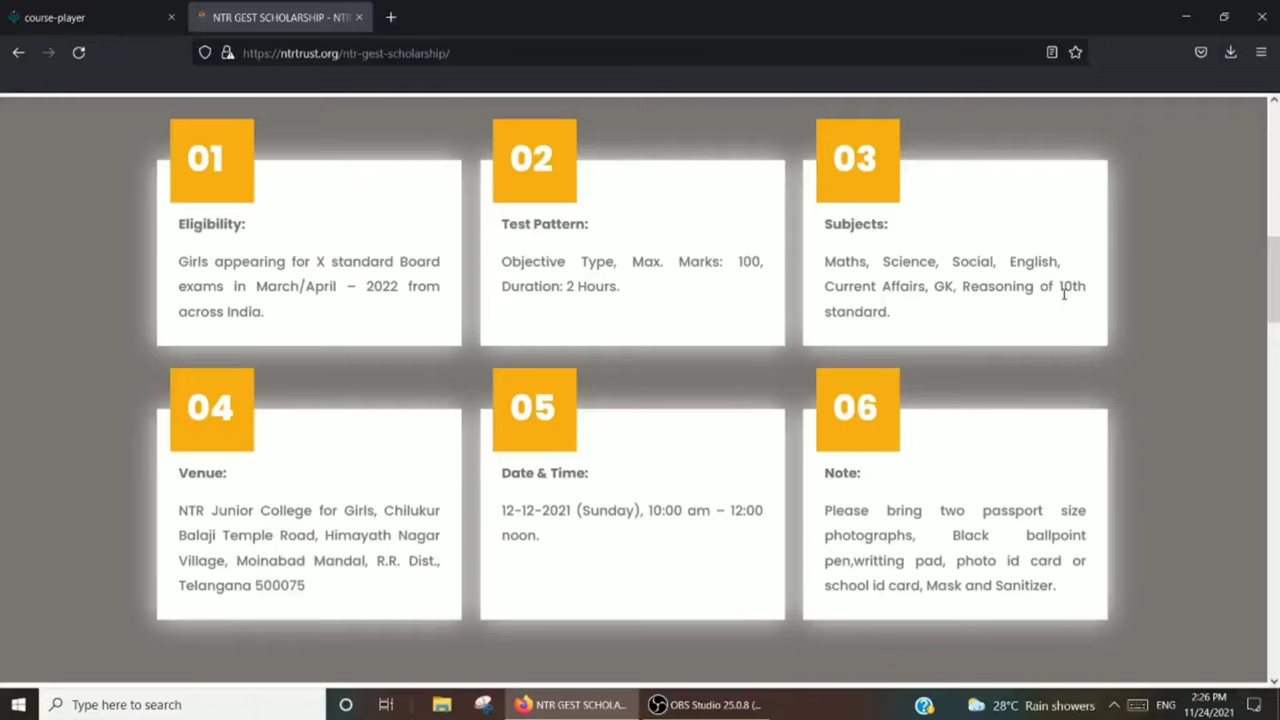 course-player
NTR GEST SCHOLARSHIP - NTR
https://ntrtrust.org/ntr-gest-scholarship/
01
Eligibility:
Girls appearing for X standard Board
exams in March/April – 2022 from
across India.
02
Test Pattern:
Objective Type, Max. Marks: 100,
Duration: 2 Hours.
03
Subjects:
Maths, Science, Social, English,
Current Affairs, GK, Reasoning of 10th
standard.
04
Venue:
NTR Junior College for Girls, Chilukur
Balaji Temple Road, Himayath Nagar
Village, Moinabad Mandal, R.R. Dist.,
Telangana 500075
05
Date & Time:
12-12-2021 (Sunday), 10:00 am – 12:00
noon.
06
Note:
Please bring two passport size
photographs, Black ballpoint
pen,writting pad, photo id card or
school id card, Mask and Sanitizer.
Type here to search
NTR GEST SCHOLA...
OBS Studio 25.0.8 (...
28°C Rain showers
ENG
2:26 PM
11/24/2021